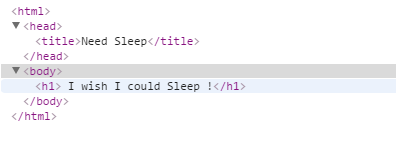 <html>
<head>
<title>Need Sleep</title>
</head>
<body>
<h1> I wish I could Sleep !</h1>
</body>
</html>